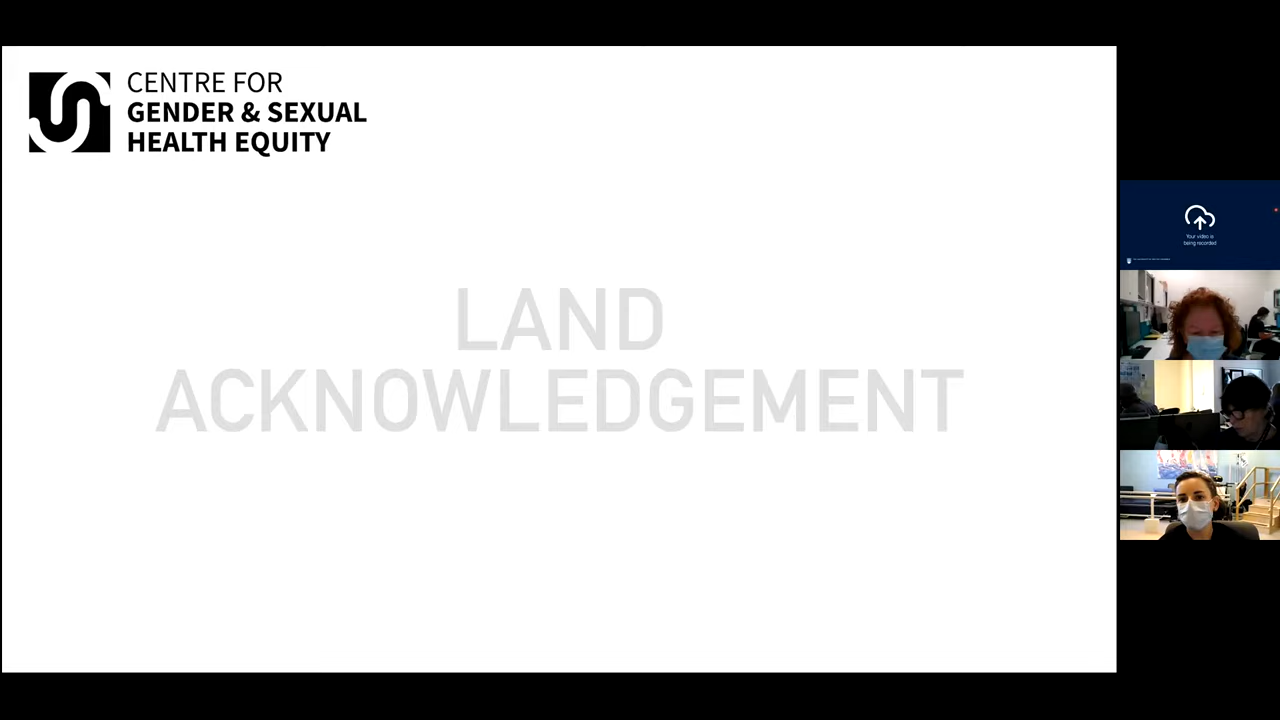 CENTRE FOR
GENDER & SEXUAL
HEALTH EQUITY
LAND
ACKNOWLEDGEMENT
Your video is
being recorded